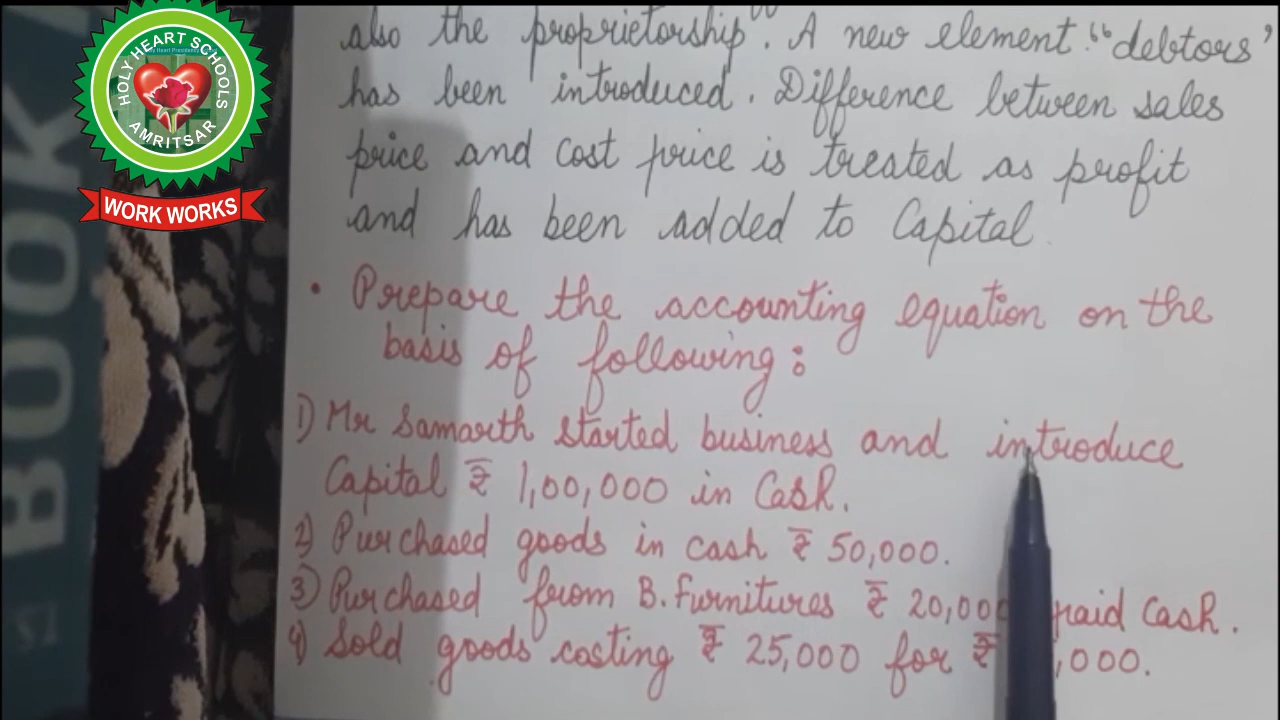 HOLY HEART SCHOOLS
AMRITSAR
WORK WORKS
BOOK
also the proprietorship". A new element "debtors"
has been introduced. Difference between sales
price and cost price is treated as profit
and has been added to Capital.
• Prepare the accounting equation on the
basis of following:
1) Mr Samarth started business and introduce
Capital ₹ 1,00,000 in Cash.
2) Purchased goods in cash ₹ 50,000.
3) Purchased from B. Furnitures ₹ 20,000 paid Cash.
4) Sold goods costing ₹ 25,000 for ₹ ,000.